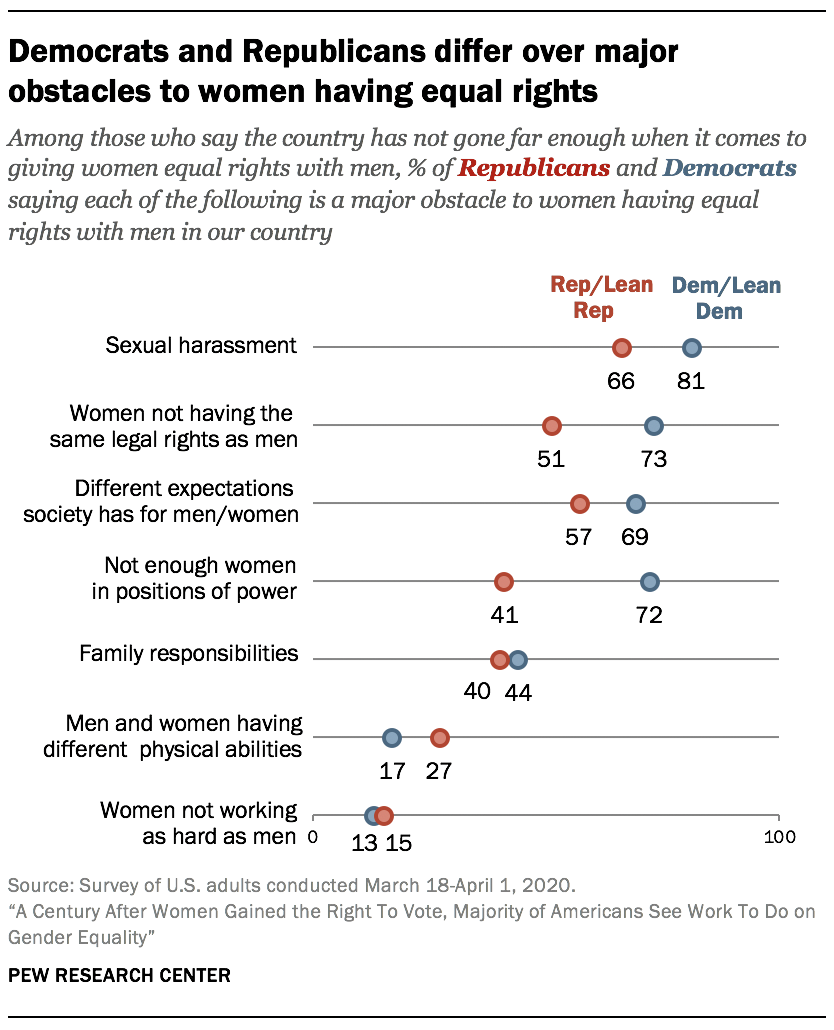 Democrats and Republicans differ over major
obstacles to women having equal rights
Among those who say the country has not gone far enough when it comes to
giving women equal rights with men, % of Republicans and Democrats
saying each of the following is a major obstacle to women having equal
rights with men in our country
Rep/Lean
Rep
Dem/Lean
Dem
Sexual harassment
66 81
Women not having the
same legal rights as men
51 73
Different expectations
society has for men/women
57 69
Not enough women
in positions of power
41 72
Family responsibilities
40 44
Men and women having
different physical abilities
17 27
Women not working
as hard as men
0 100
13 15
Source: Survey of U.S. adults conducted March 18-April 1, 2020.
“A Century After Women Gained the Right To Vote, Majority of Americans See Work To Do on
Gender Equality”
PEW RESEARCH CENTER